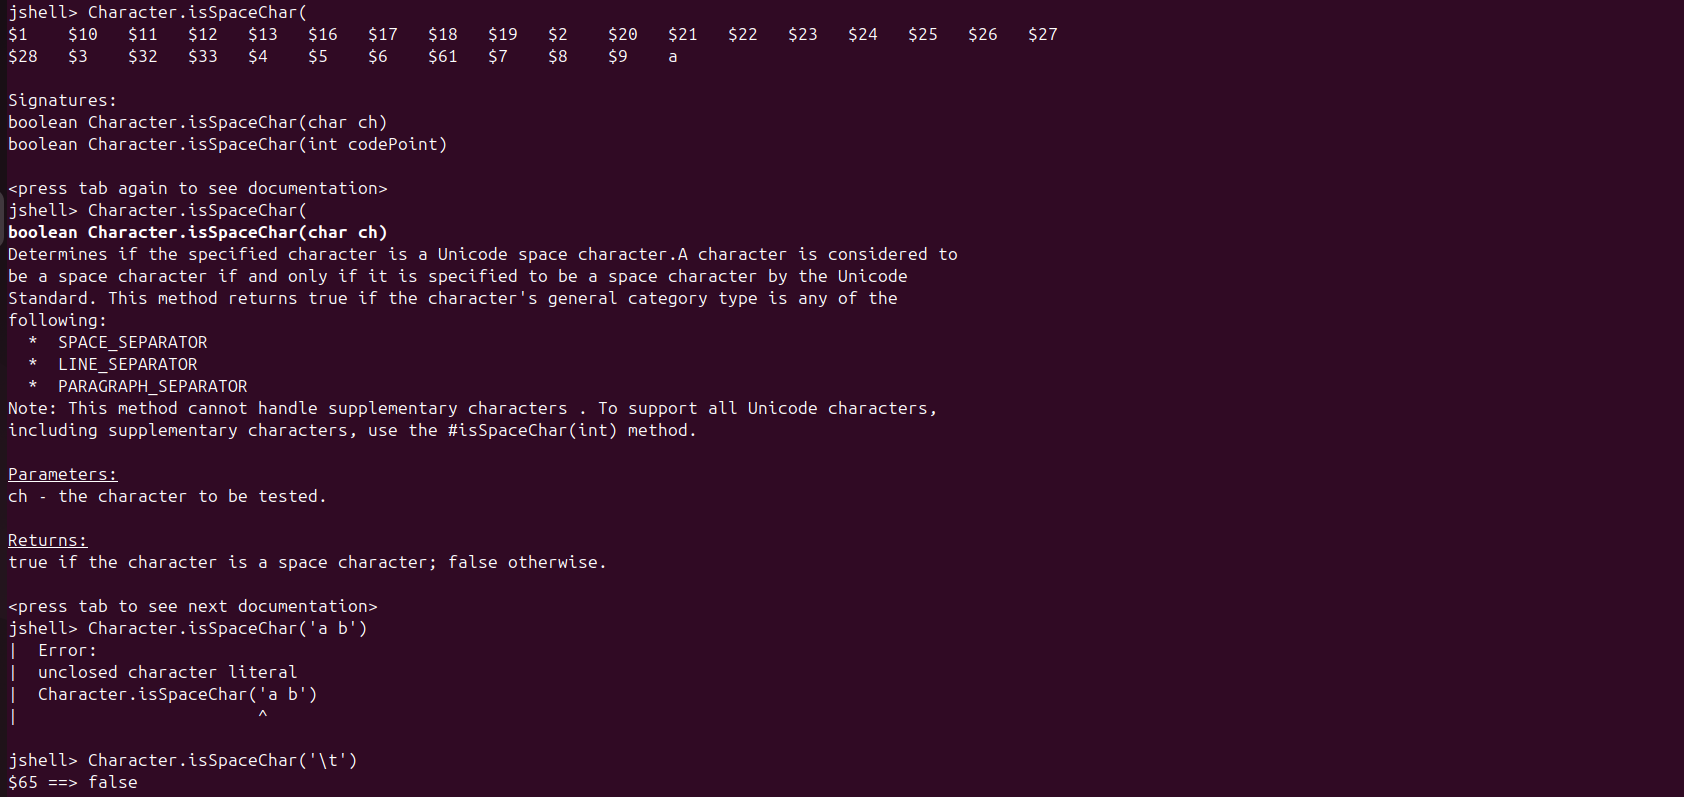 jshell> Character.isSpaceChar(
$1    $10   $11   $12   $13   $16   $17   $18   $19   $2    $20   $21   $22   $23   $24   $25   $26   $27
$28   $3    $32   $33   $4    $5    $6    $61   $7    $8    $9    a

Signatures:
boolean Character.isSpaceChar(char ch)
boolean Character.isSpaceChar(int codePoint)

<press tab again to see documentation>
jshell> Character.isSpaceChar(
boolean Character.isSpaceChar(char ch)
Determines if the specified character is a Unicode space character.A character is considered to
be a space character if and only if it is specified to be a space character by the Unicode
Standard. This method returns true if the character's general category type is any of the
following:
  *  SPACE_SEPARATOR
  *  LINE_SEPARATOR
  *  PARAGRAPH_SEPARATOR
Note: This method cannot handle supplementary characters . To support all Unicode characters,
including supplementary characters, use the #isSpaceChar(int) method.

Parameters:
ch - the character to be tested.

Returns:
true if the character is a space character; false otherwise.

<press tab to see next documentation>
jshell> Character.isSpaceChar('a b')
|  Error:
|  unclosed character literal
|  Character.isSpaceChar('a b')
|                        ^

jshell> Character.isSpaceChar('\t')
$65 ==> false